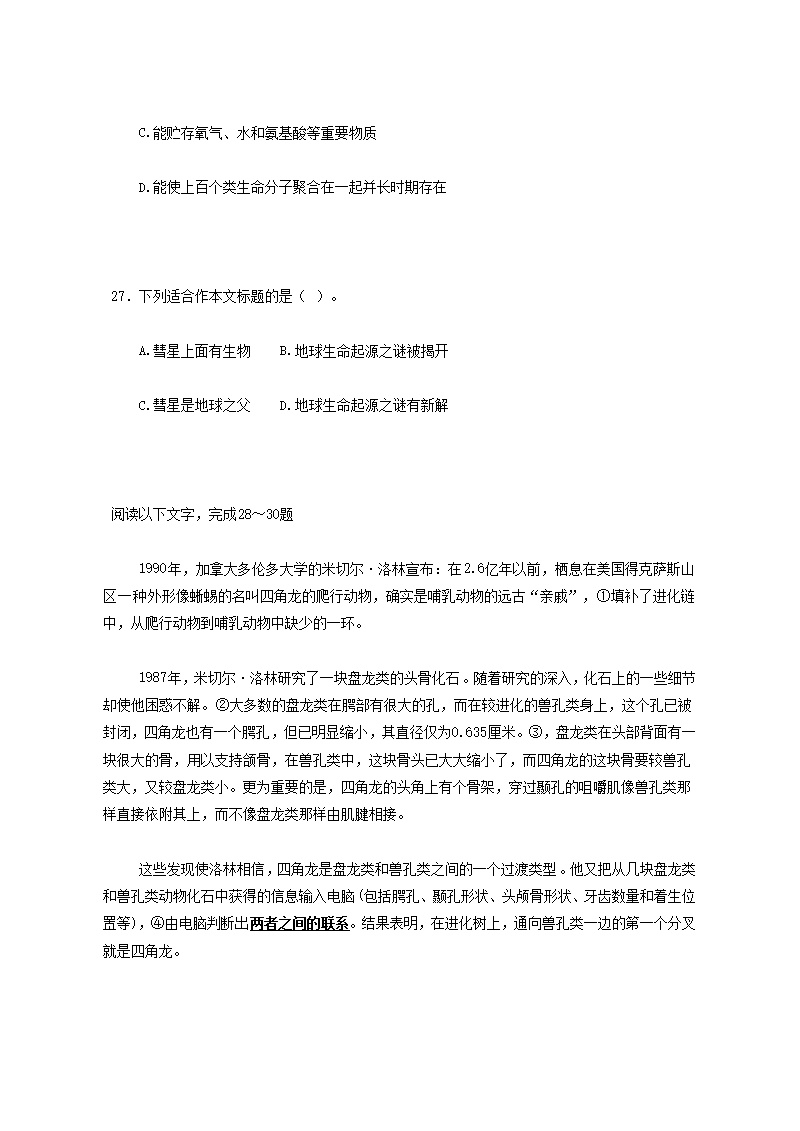 C.能贮存氧气、水和氨基酸等重要物质
D.能使上百个类生命分子聚合在一起并长时期存在
27．下列适合作本文标题的是（ ）。
A.彗星上面有生物 B.地球生命起源之谜被揭开
C.彗星是地球之父 D.地球生命起源之谜有新解
阅读以下文字，完成28～30题
1990年，加拿大多伦多大学的米切尔·洛林宣布：在2.6亿年以前，栖息在美国得克萨斯山
区一种外形像蜥蜴的名叫四角龙的爬行动物，确实是哺乳动物的远古“亲戚”，①填补了进化链
中，从爬行动物到哺乳动物中缺少的一环。
1987年，米切尔·洛林研究了一块盘龙类的头骨化石。随着研究的深入，化石上的一些细节
却使他困惑不解。②大多数的盘龙类在腭部有很大的孔，而在较进化的兽孔类身上，这个孔已被
封闭，四角龙也有一个腭孔，但已明显缩小，其直径仅为0.635厘米。③，盘龙类在头部背面有一
块很大的骨，用以支持颌骨，在兽孔类中，这块骨头已大大缩小了，而四角龙的这块骨要较兽孔
类大，又较盘龙类小。更为重要的是，四角龙的头角上有个骨架，穿过颞孔的咀嚼肌像兽孔类那
样直接依附其上，而不像盘龙类那样由肌腱相接。
这些发现使洛林相信，四角龙是盘龙类和兽孔类之间的一个过渡类型。他又把从几块盘龙类
和兽孔类动物化石中获得的信息输入电脑(包括腭孔、颞孔形状、头颅骨形状、牙齿数量和着生位
置等)，④由电脑判断出两者之间的联系。结果表明，在进化树上，通向兽孔类一边的第一个分叉
就是四角龙。